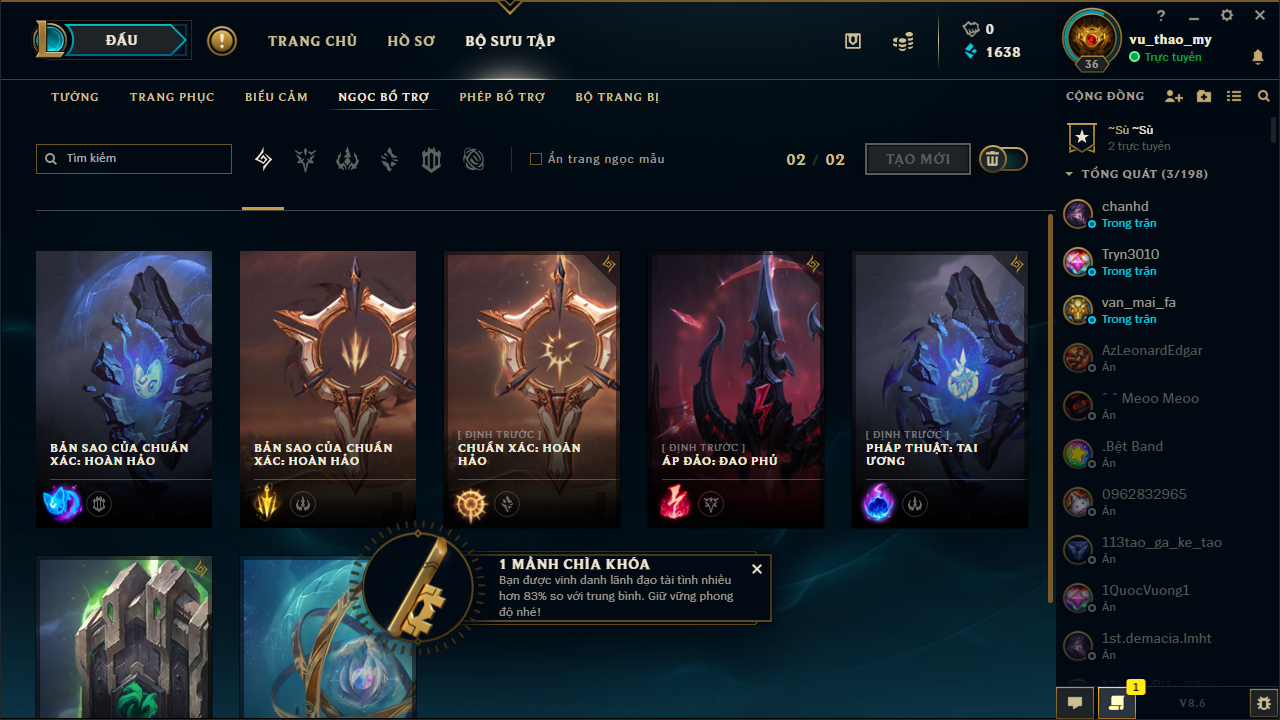 ĐẤU
TRANG CHỦ
HỒ SƠ
BỘ SƯU TẬP
0
1638
36
vu_thao_my
Trực tuyến
TƯỚNG
TRANG PHỤC
BIỂU CẢM
NGỌC BỔ TRỢ
PHÉP BỔ TRỢ
BỘ TRANG BỊ
CỘNG ĐỒNG
Tìm kiếm
Ẩn trang ngọc mẫu
02 / 02
TẠO MỚI
~Sù ~Sù
2 trực tuyến
TỔNG QUÁT (3/198)
chanhd
Trong trận
Tryn3010
Trong trận
van_mai_fa
Trong trận
AzLeonardEdgar
Ẩn
^ ^ Meoo Meoo
Ẩn
.Bệt Band
Ẩn
0962832965
Ẩn
113tao_ga_ke_tao
Ẩn
1QuocVuong1
Ẩn
1st.demacia.lmht
Ẩn
BẢN SAO CỦA CHUẨN
XÁC: HOÀN HẢO
BẢN SAO CỦA CHUẨN
XÁC: HOÀN HẢO
[ ĐỊNH TRƯỚC ]
CHUẨN XÁC: HOÀN
HẢO
[ ĐỊNH TRƯỚC ]
ÁP ĐẢO: ĐAO PHỦ
[ ĐỊNH TRƯỚC ]
PHÁP THUẬT: TAI
ƯƠNG
1 MẢNH CHÌA KHÓA
Bạn được vinh danh lãnh đạo tài tình nhiều
hơn 83% so với trung bình. Giữ vững phong
độ nhé!
1
V8.6